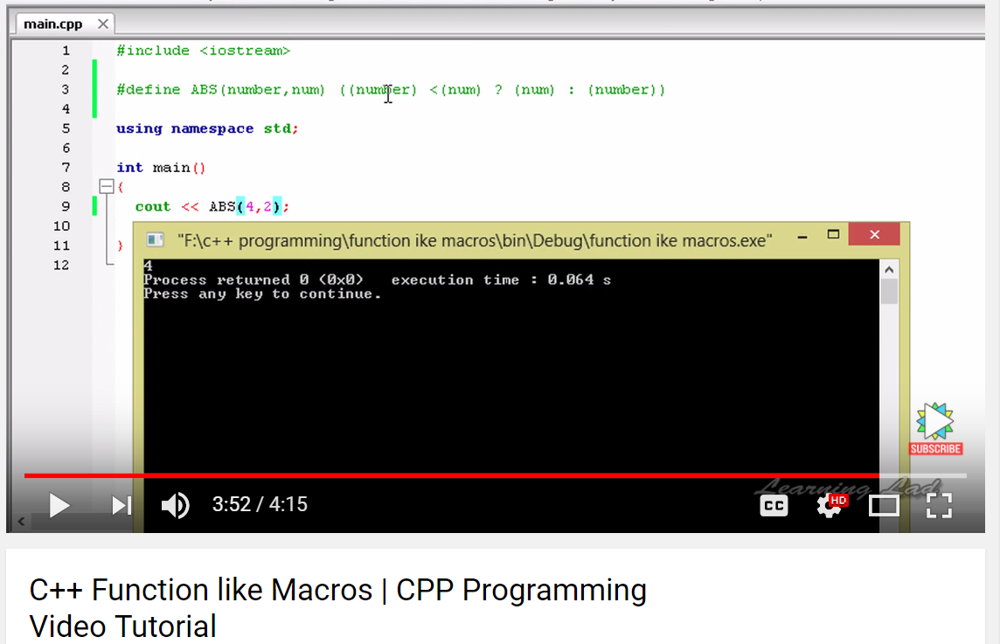 main.cpp
1 #include <iostream>
2
3 #define ABS(number,num) ((number) <(num) ? (num) : (number))
4
5 using namespace std;
6
7 int main()
8 {
9 cout << ABS(4,2);
10
11 }
12
"F:\c++ programming\function ike macros\bin\Debug\function ike macros.exe"
4
Process returned 0 (0x0) execution time : 0.064 s
Press any key to continue.
SUBSCRIBE
Learning Lad
3:52 / 4:15
CC
HD
C++ Function like Macros | CPP Programming
Video Tutorial